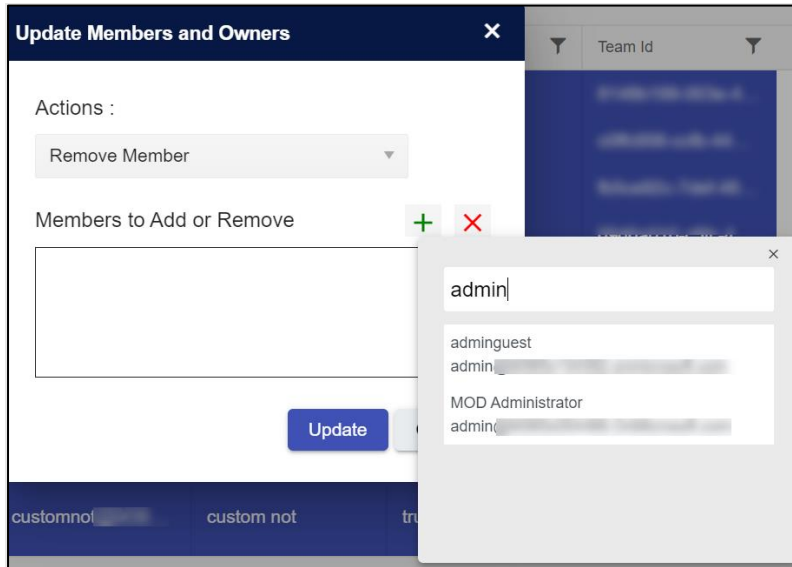 Update Members and Owners
Team Id
Actions :
Remove Member
Members to Add or Remove
admin
adminguest
admin
MOD Administrator
admin
Update
customnot
custom not